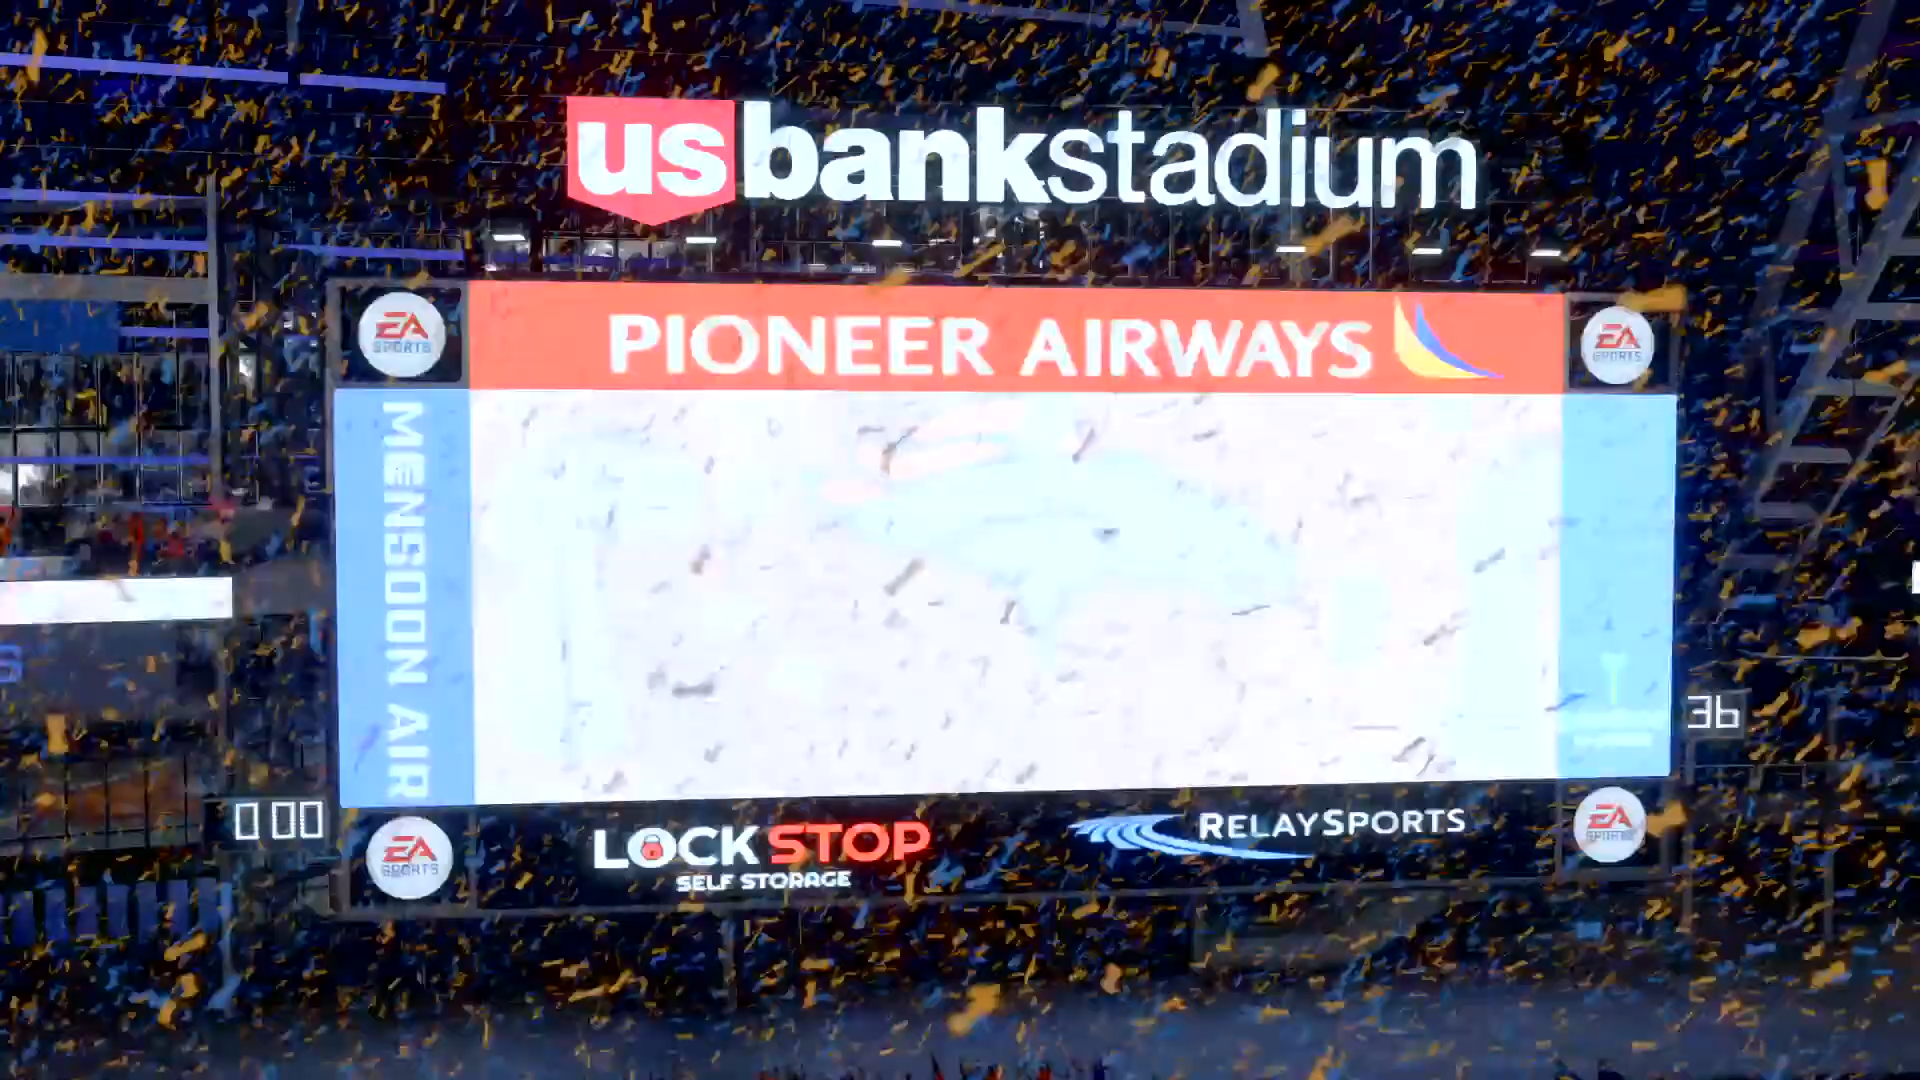 usbankstadium
EA
SPORTS
PIONEER AIRWAYS
EA
SPORTS
MENSOON AIR
36
0 00
EA
SPORTS
LOCKSTOP
SELF STORAGE
RELAYSPORTS
EA
SPORTS